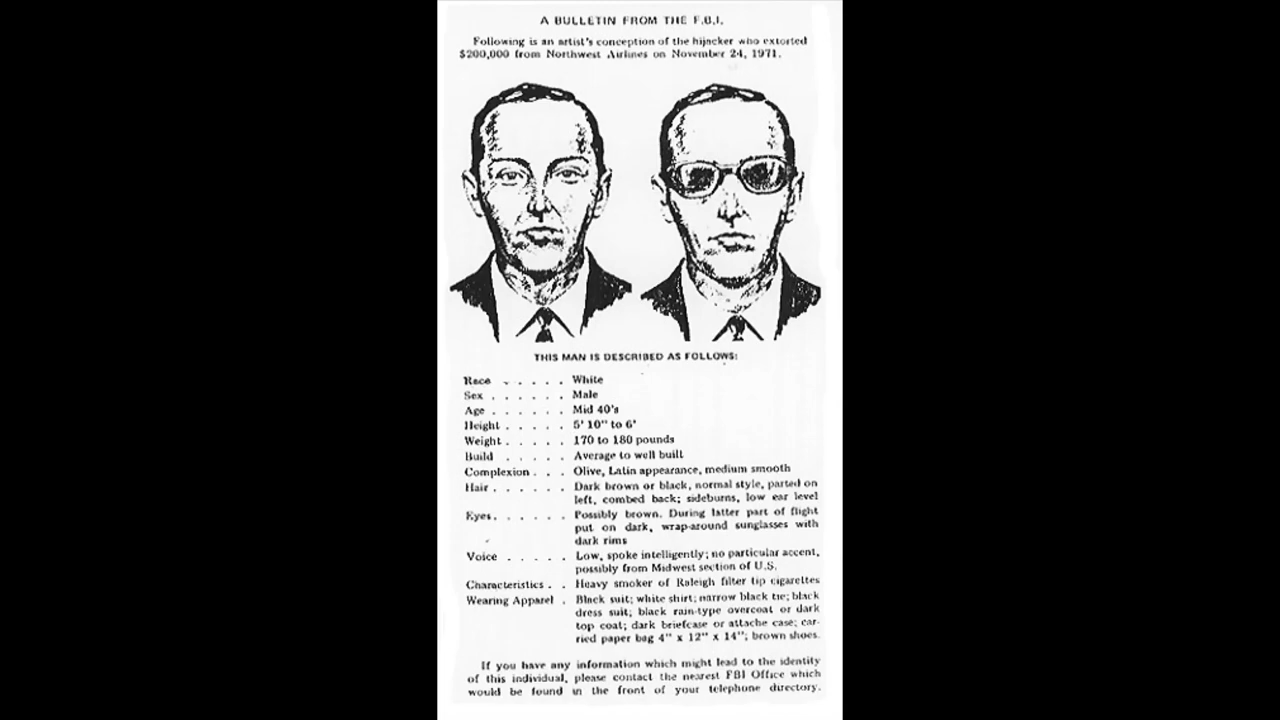 A BULLETIN FROM THE F.B.I.
Following is an artist's conception of the hijacker who extorted
$200,000 from Northwest Airlines on November 24, 1971.
THIS MAN IS DESCRIBED AS FOLLOWS:
Race . . . . . White
Sex . . . . . . Male
Age . . . . . . Mid 40's
Height . . . . . 5' 10" to 6'
Weight . . . . . 170 to 180 pounds
Build . . . . . Average to well built
Complexion . . . Olive, Latin appearance, medium smooth
Hair . . . . . . Dark brown or black, normal style, parted on
left, combed back; sideburns, low ear level
Eyes. . . . . . Possibly brown. During latter part of flight
put on dark, wrap-around sunglasses with
dark rims
Voice . . . . . Low, spoke intelligently; no particular accent,
possibly from Midwest section of U.S.
Characteristics . . Heavy smoker of Raleigh filter tip cigarettes
Wearing Apparel . Black suit; white shirt; narrow black tie; black
dress suit; black rain-type overcoat or dark
top coat; dark briefcase or attache case; car-
ried paper bag 4" x 12" x 14"; brown shoes.
If you have any information which might lead to the identity
of this individual, please contact the nearest FBI Office which
would be found in the front of your telephone directory.